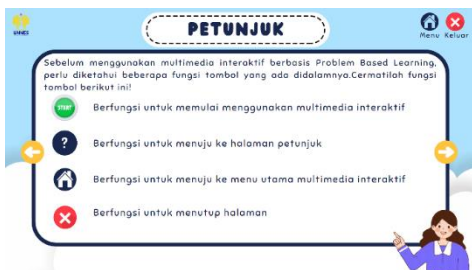 UNNES
PETUNJUK
Menu Keluar
Sebelum menggunakan multimedia interaktif berbasis Problem Based Learning,
perlu diketahui beberapa fungsi tombol yang ada didalamnya.Cermatilah fungsi
tombol berikut ini!
START Berfungsi untuk memulai menggunakan multimedia interaktif
? Berfungsi untuk menuju ke halaman petunjuk
Berfungsi untuk menuju ke menu utama multimedia interaktif
Berfungsi untuk menutup halaman